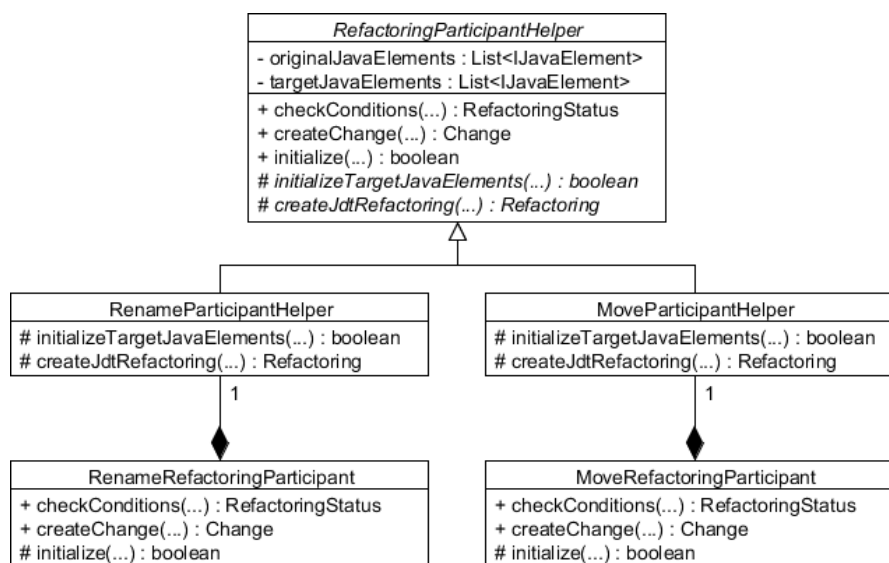 RefactoringParticipantHelper
- originalJavaElements : List<IJavaElement>
- targetJavaElements : List<IJavaElement>
+ checkConditions(...) : RefactoringStatus
+ createChange(...) : Change
+ initialize(...) : boolean
# initializeTargetJavaElements(...) : boolean
# createJdtRefactoring(...) : Refactoring
RenameParticipantHelper
# initializeTargetJavaElements(...) : boolean
# createJdtRefactoring(...) : Refactoring
1
MoveParticipantHelper
# initializeTargetJavaElements(...) : boolean
# createJdtRefactoring(...) : Refactoring
1
RenameRefactoringParticipant
+ checkConditions(...) : RefactoringStatus
+ createChange(...) : Change
# initialize(...) : boolean
MoveRefactoringParticipant
+ checkConditions(...) : RefactoringStatus
+ createChange(...) : Change
# initialize(...) : boolean